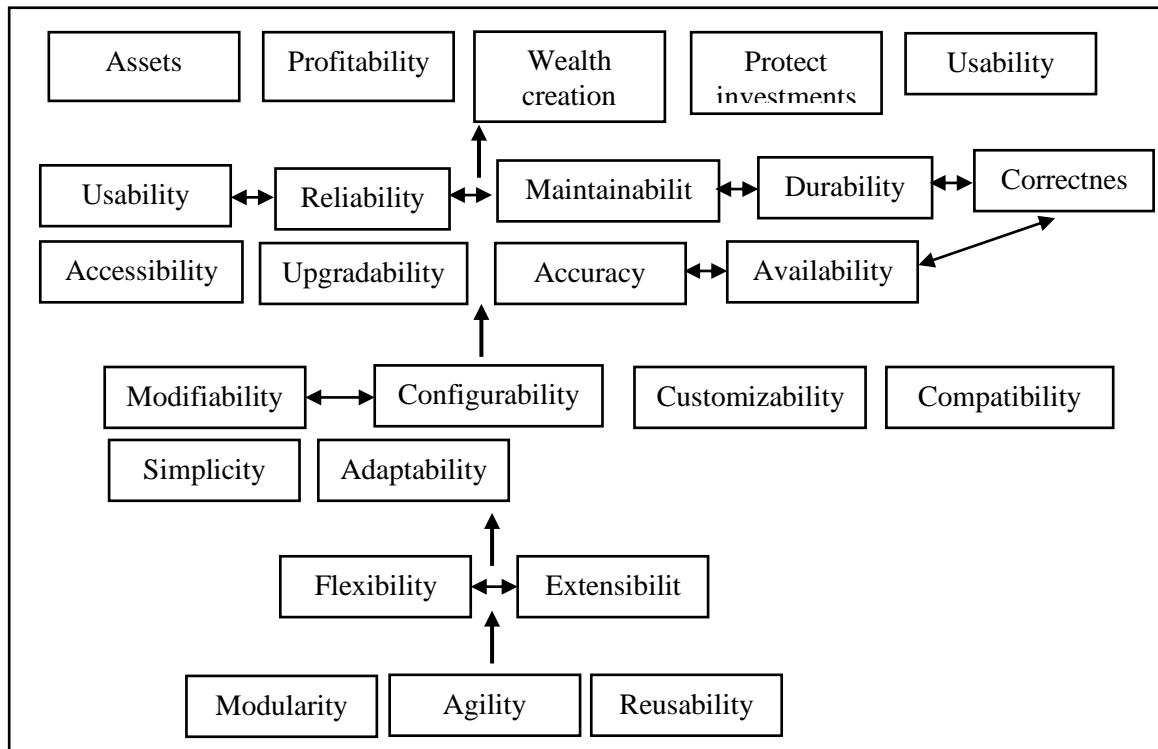 Assets
Profitability
Wealth
creation
Protect
investments
Usability
Usability
Reliability
Maintainabilit
Durability
Correctnes
Accessibility
Upgradability
Accuracy
Availability
Modifiability
Configurability
Customizability
Compatibility
Simplicity
Adaptability
Flexibility
Extensibilit
Modularity
Agility
Reusability